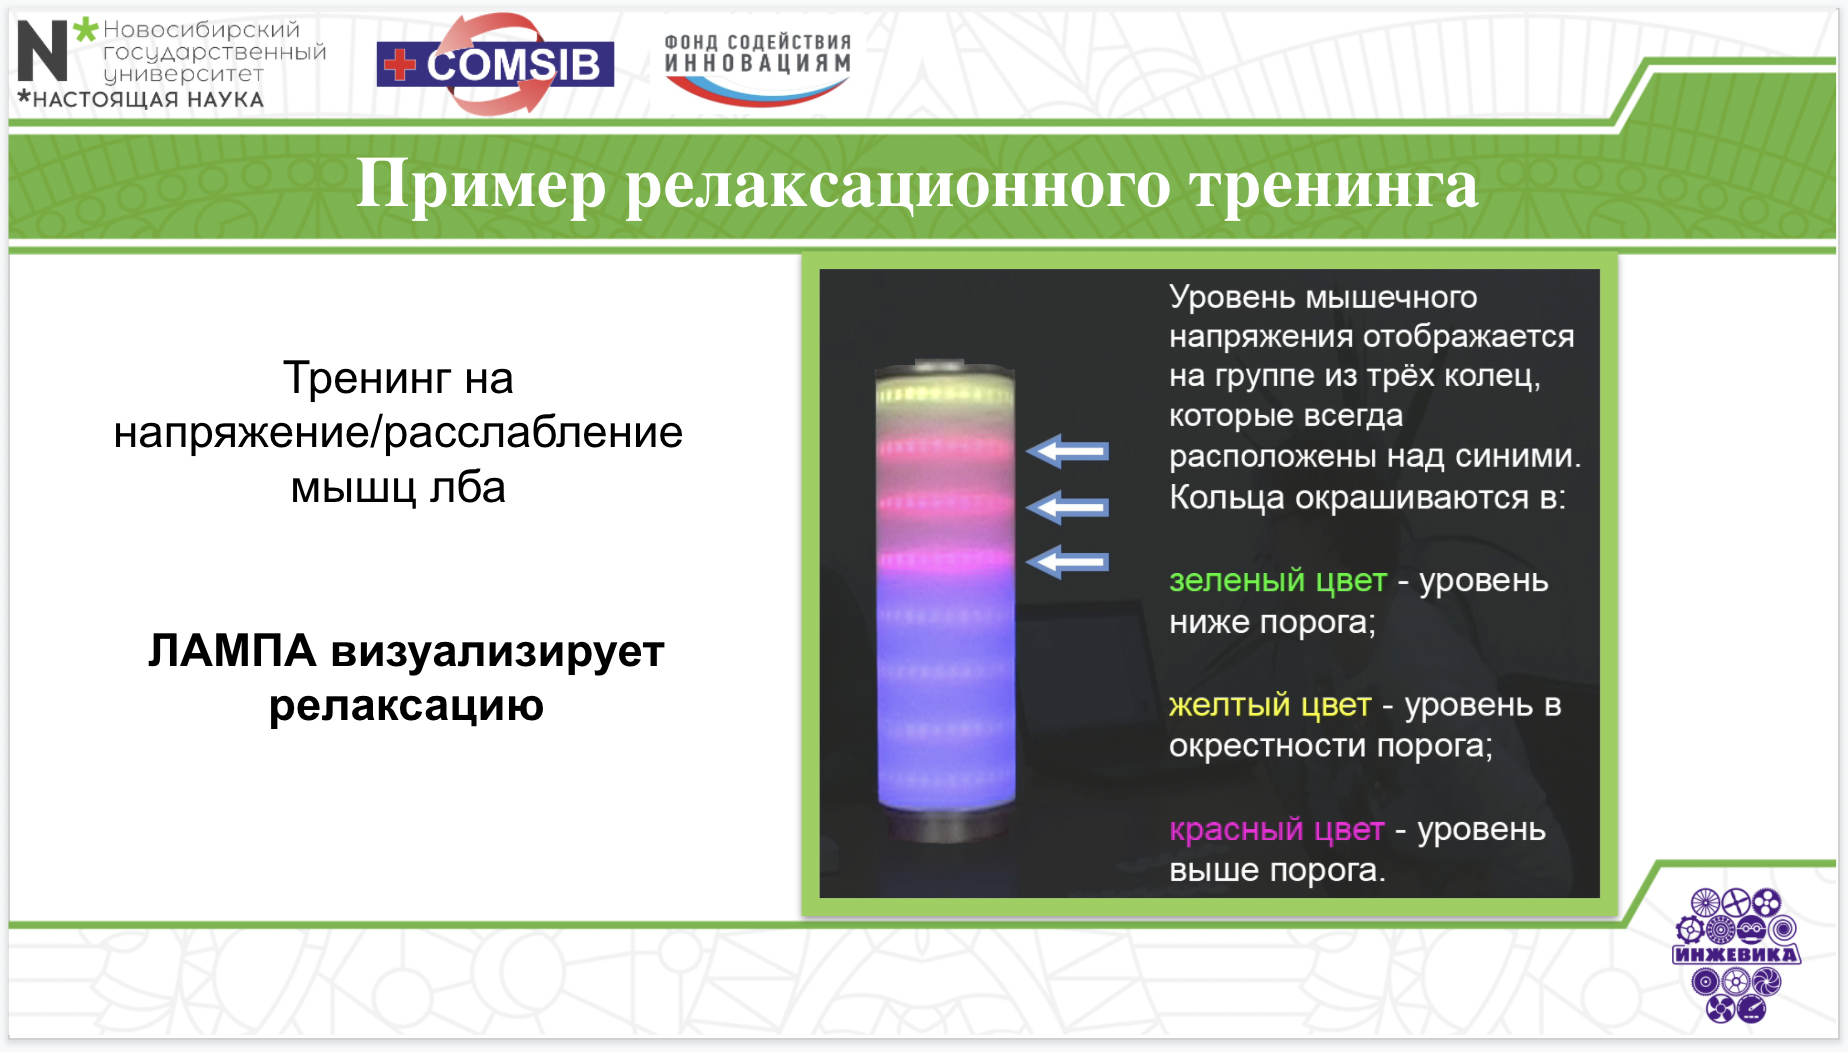 N*
Новосибирский
государственный
университет
*НАСТОЯЩАЯ НАУКА
COMSIB
ФОНД СОДЕЙСТВИЯ
ИННОВАЦИЯМ
Пример релаксационного тренинга
Тренинг на
напряжение/расслабление
мышц лба
ЛАМПА визуализирует
релаксацию
Уровень мышечного
напряжения отображается
на группе из трёх колец,
которые всегда
расположены над синими.
Кольца окрашиваются в:
зеленый цвет - уровень
ниже порога;
желтый цвет - уровень в
окрестности порога;
красный цвет - уровень
выше порога.
ИНЖЕВИКА